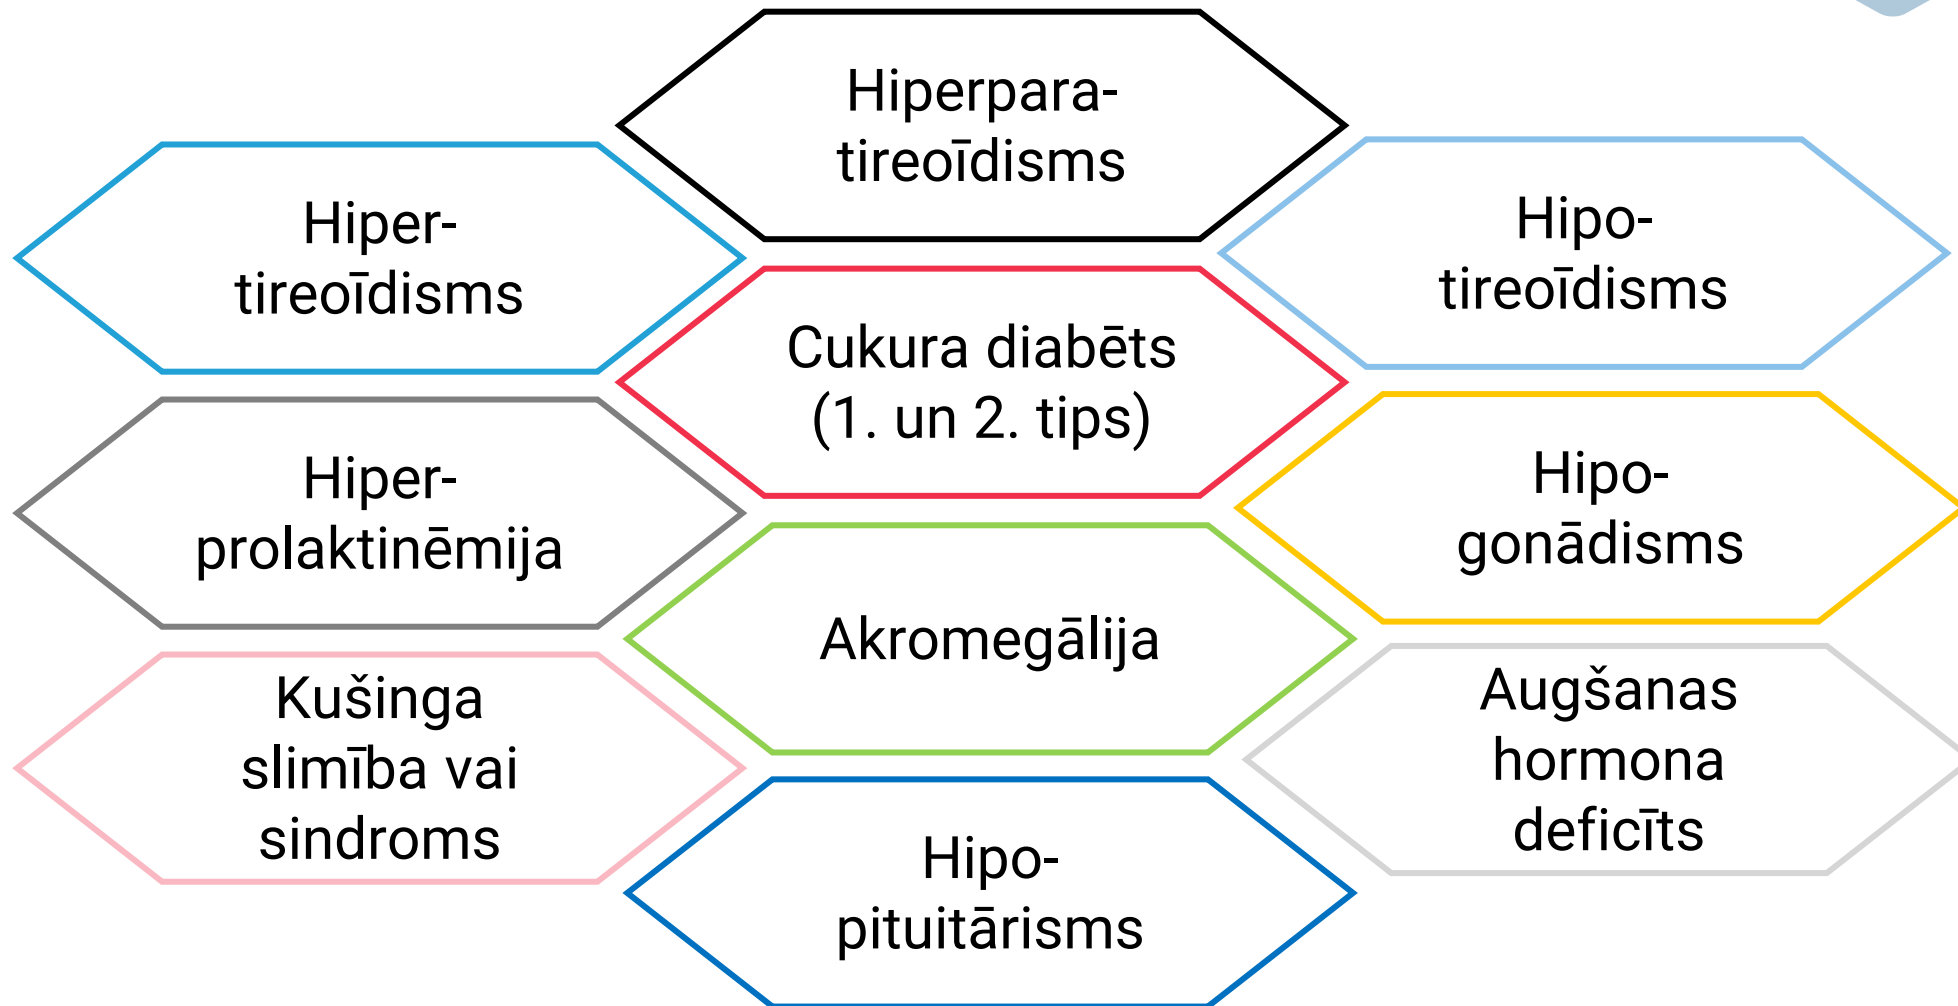 Hiperpara-
tireoīdisms
Hiper-
tireoīdisms
Hipo-
tireoīdisms
Cukura diabēts
(1. un 2. tips)
Hiper-
prolaktinēmija
Hipo-
gonādisms
Akromegālija
Kušinga
slimība vai
sindroms
Augšanas
hormona
deficīts
Hipo-
pituitārisms